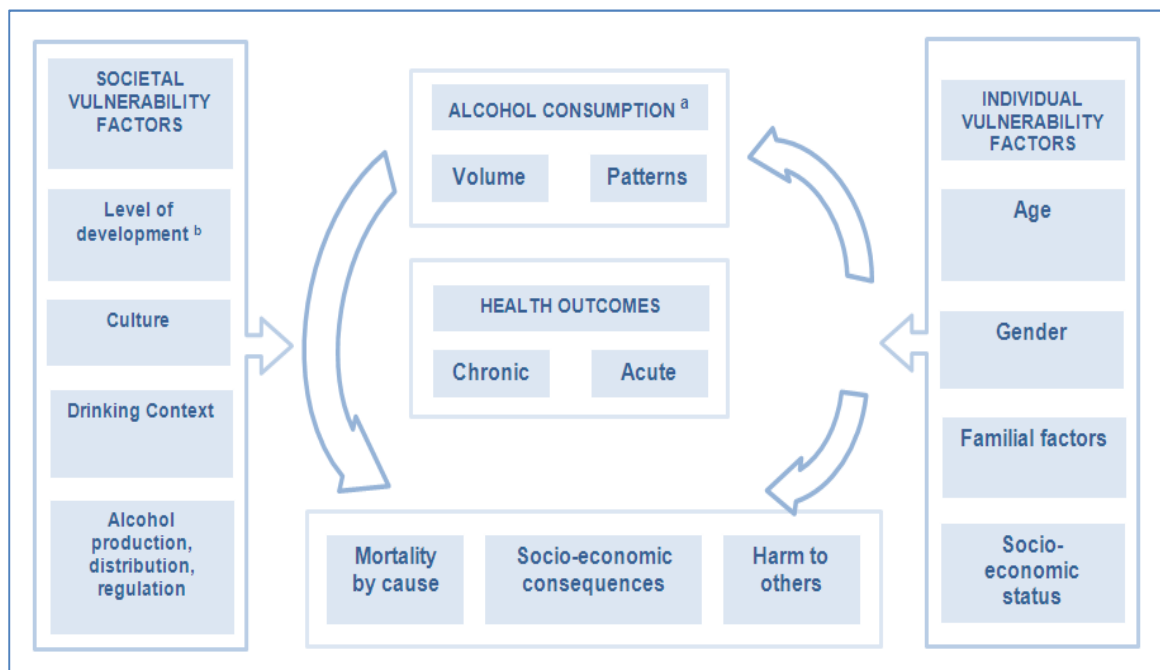 SOCIETAL
VULNERABILITY
FACTORS
Level of
development ᵇ
Culture
Drinking Context
Alcohol
production,
distribution,
regulation
ALCOHOL CONSUMPTION ᵃ
Volume
Patterns
HEALTH OUTCOMES
Chronic
Acute
Mortality
by cause
Socio-economic
consequences
Harm to
others
INDIVIDUAL
VULNERABILITY
FACTORS
Age
Gender
Familial factors
Socio-
economic
status